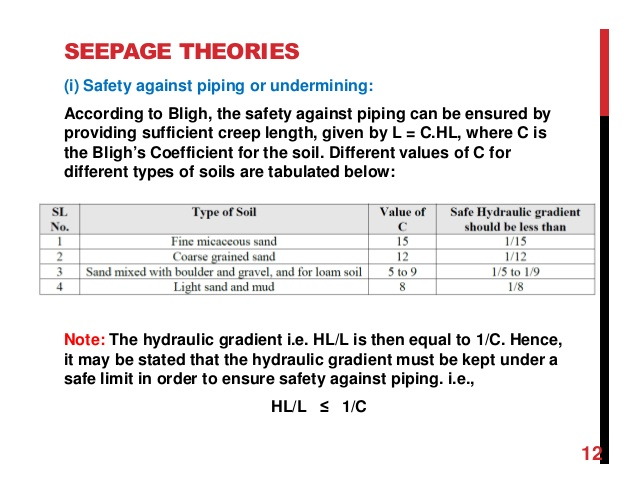 SEEPAGE THEORIES
(i) Safety against piping or undermining:
According to Bligh, the safety against piping can be ensured by
providing sufficient creep length, given by L = C.HL, where C is
the Bligh's Coefficient for the soil. Different values of C for
different types of soils are tabulated below:
SL No. Type of Soil Value of C Safe Hydraulic gradient should be less than
1 Fine micaceous sand 15 1/15
2 Coarse grained sand 12 1/12
3 Sand mixed with boulder and gravel, and for loam soil 5 to 9 1/5 to 1/9
4 Light sand and mud 8 1/8
Note: The hydraulic gradient i.e. HL/L is then equal to 1/C. Hence,
it may be stated that the hydraulic gradient must be kept under a
safe limit in order to ensure safety against piping. i.e.,
HL/L ≤ 1/C
12